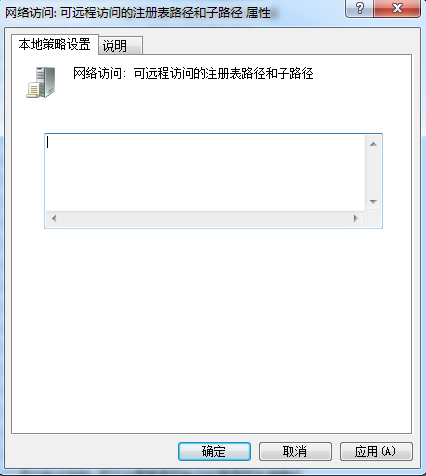 网络访问: 可远程访问的注册表路径和子路径 属性
本地策略设置
说明
网络访问: 可远程访问的注册表路径和子路径
确定
取消
应用(A)